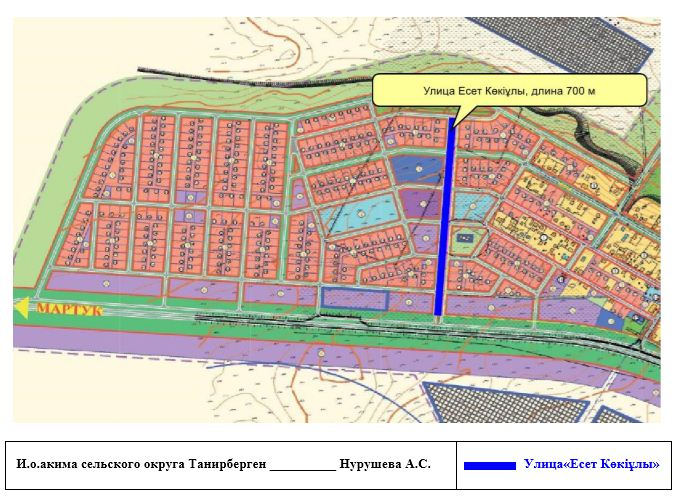 Улица Есет Көкіұлы, длина 700 м
МАРТУК
И.о.акима сельского округа Танирберген __________ Нурушева А.С.
Улица«Есет Көкіұлы»